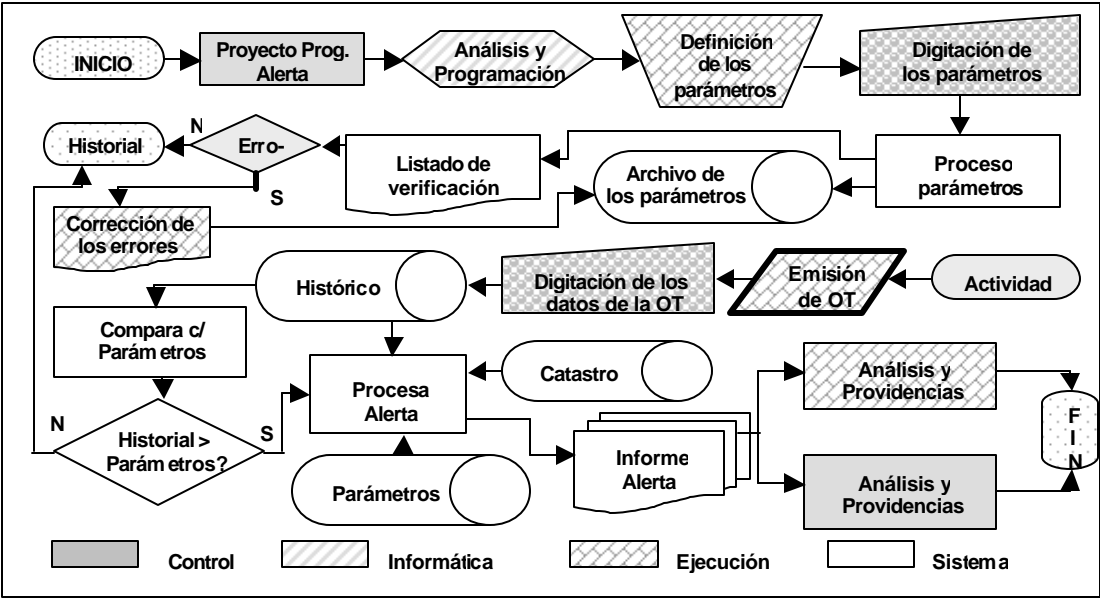 INICIO
Proyecto Prog.
Alerta
Análisis y
Programación
Definición
de los
parámetros
Digitación de
los parámetros
Historial
N
Erro-
S
Listado de
verificación
Archivo de
los parámetros
Proceso
parámetros
Corrección de
los errores
Histórico
Digitación de los
datos de la OT
Emisión
de OT
Actividad
Compara c/
Parámetros
Procesa
Alerta
Catastro
Análisis y
Providencias
N
Historial >
Parámetros?
S
Parámetros
Informe
Alerta
Análisis y
Providencias
F
I
N
Control
Informática
Ejecución
Sistema